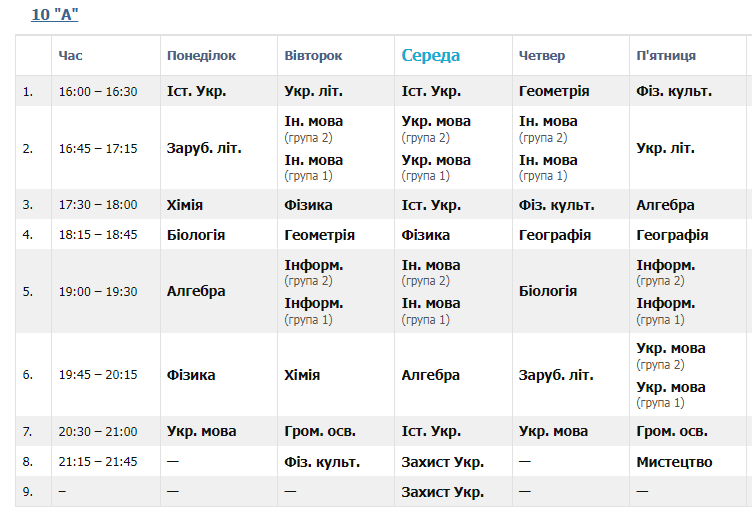 10 "А"
Час Понеділок Вівторок Середа Четвер П'ятниця
1. 16:00 – 16:30 Іст. Укр. Укр. літ. Іст. Укр. Геометрія Фіз. культ.
2. 16:45 – 17:15 Заруб. літ. Ін. мова (група 2) Ін. мова (група 1) Укр. мова (група 2) Укр. мова (група 1) Ін. мова (група 2) Ін. мова (група 1) Укр. літ.
3. 17:30 – 18:00 Хімія Фізика Іст. Укр. Фіз. культ. Алгебра
4. 18:15 – 18:45 Біологія Геометрія Фізика Географія Географія
5. 19:00 – 19:30 Алгебра Інформ. (група 2) Інформ. (група 1) Ін. мова (група 2) Ін. мова (група 1) Біологія Інформ. (група 2) Інформ. (група 1)
6. 19:45 – 20:15 Фізика Хімія Алгебра Заруб. літ. Укр. мова (група 2) Укр. мова (група 1)
7. 20:30 – 21:00 Укр. мова Гром. осв. Іст. Укр. Укр. мова Гром. осв.
8. 21:15 – 21:45 — Фіз. культ. Захист Укр. — Мистецтво
9. – — — Захист Укр. — —